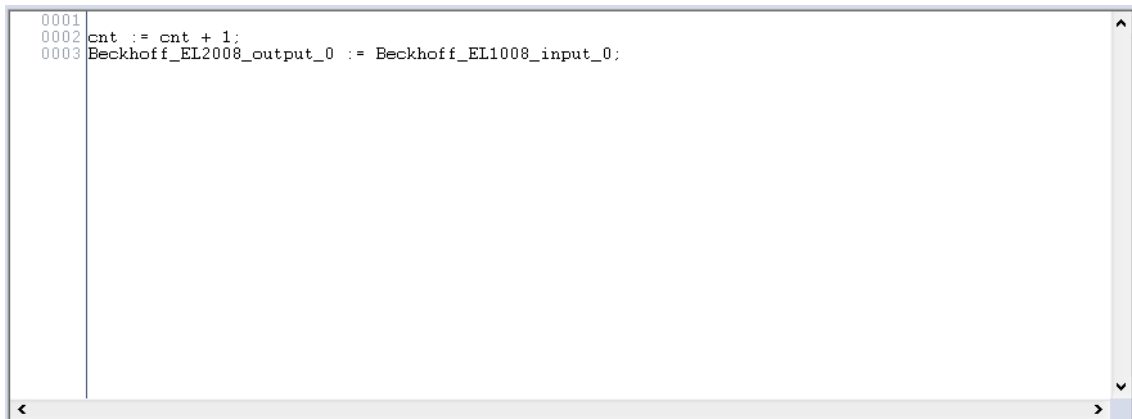 0001
0002 cnt := cnt + 1;
0003 Beckhoff_EL2008_output_0 := Beckhoff_EL1008_input_0;